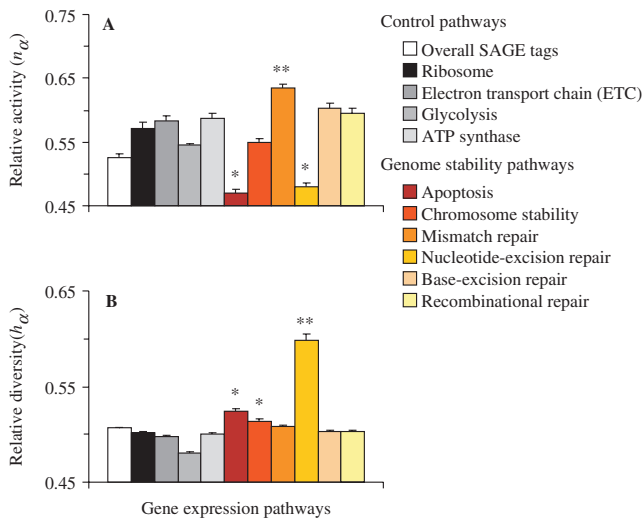 A
Relative activity (nα)
0.75
0.65
0.55
0.45
**
*
*
Control pathways
Overall SAGE tags
Ribosome
Electron transport chain (ETC)
Glycolysis
ATP synthase
Genome stability pathways
Apoptosis
Chromosome stability
Mismatch repair
Nucleotide-excision repair
Base-excision repair
Recombinational repair
B
Relative diversity(hα)
0.65
0.55
0.45
**
*
*
Gene expression pathways